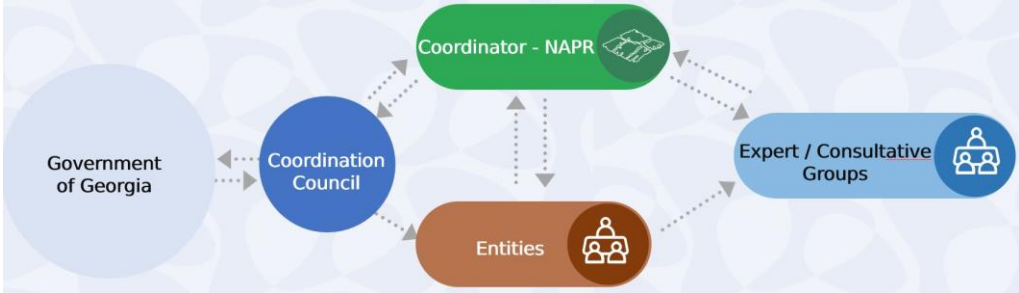 Government
of Georgia
Coordination
Council
Coordinator - NAPR
Entities
Expert / Consultative
Groups